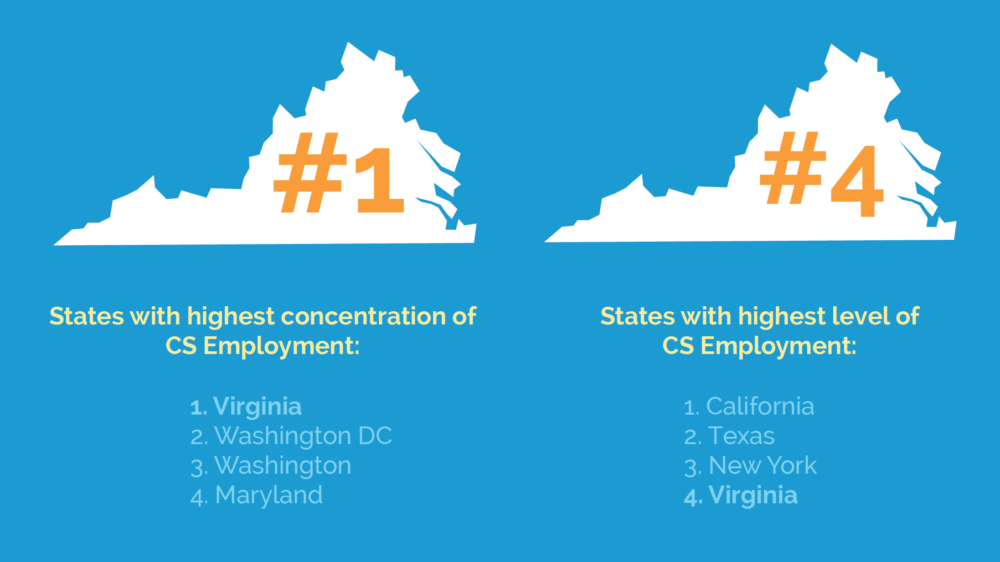 #1
States with highest concentration of
CS Employment:
1. Virginia
2. Washington DC
3. Washington
4. Maryland
#4
States with highest level of
CS Employment:
1. California
2. Texas
3. New York
4. Virginia